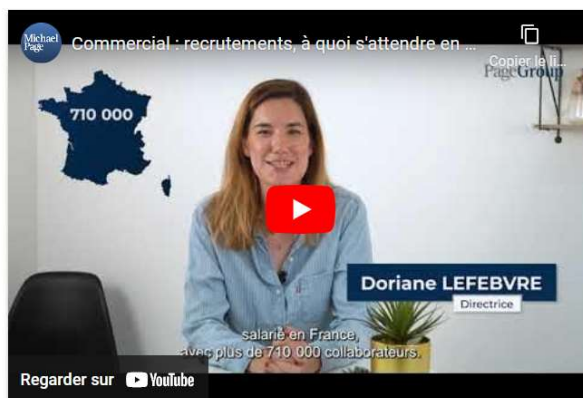 Michael
Page
Commercial : recrutements, à quoi s'attendre en ...
Copier le li...
PageGroup
710 000
Doriane LEFEBVRE
Directrice
salarié en France,
avec plus de 710 000 collaborateurs.
Regarder sur YouTube